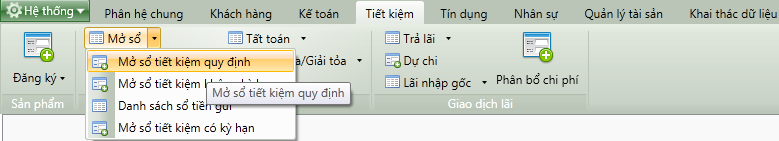 Hệ thống Phân hệ chung Khách hàng Kế toán Tiết kiệm Tín dụng Nhân sự Quản lý tài sản Khai thác dữ liệu
Mở sổ Tất toán Trả lãi
Mở sổ tiết kiệm quy định /Giải tỏa Dự chi
Đăng ký Mở sổ tiết kiệm Phân bổ chi phí
Mở sổ tiết kiệm quy định
Danh sách sổ tiền gửi Lãi nhập gốc
Sản phẩm Giao dịch lãi
Mở sổ tiết kiệm có kỳ hạn